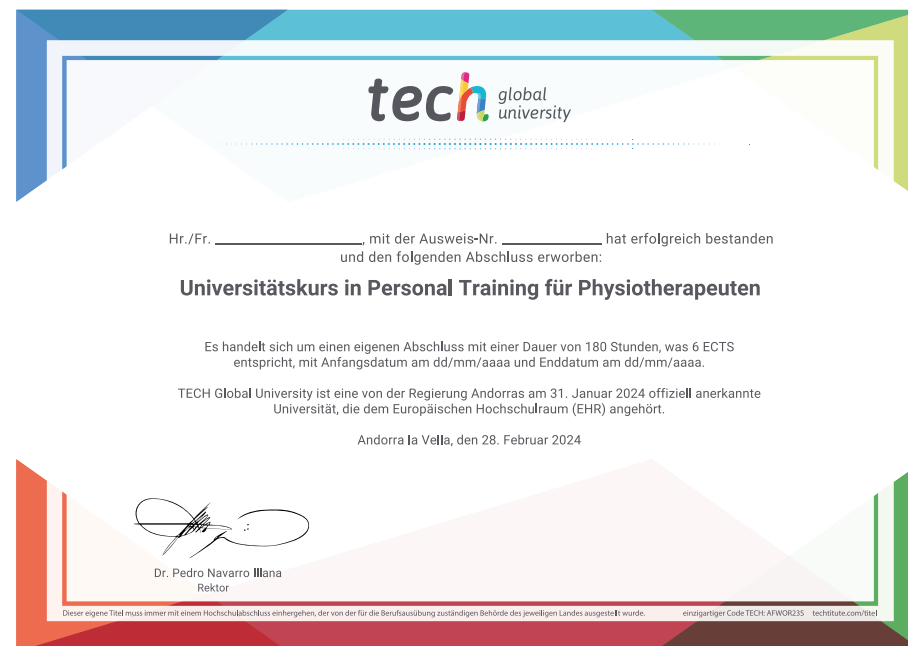 tech global university
Hr./Fr. ____________________, mit der Ausweis-Nr. ______________ hat erfolgreich bestanden
und den folgenden Abschluss erworben:
Universitätskurs in Personal Training für Physiotherapeuten
Es handelt sich um einen eigenen Abschluss mit einer Dauer von 180 Stunden, was 6 ECTS
entspricht, mit Anfangsdatum am dd/mm/aaaa und Enddatum am dd/mm/aaaa.
TECH Global University ist eine von der Regierung Andorras am 31. Januar 2024 offiziell anerkannte
Universität, die dem Europäischen Hochschulraum (EHR) angehört.
Andorra la Vella, den 28. Februar 2024
Dr. Pedro Navarro Illana
Rektor
Dieser eigene Titel muss immer mit einem Hochschulabschluss einhergehen, der von der für die Berufsausübung zuständigen Behörde des jeweiligen Landes ausgestellt wurde. einzigartiger Code TECH: AFWOR23S techtitute.com/titel